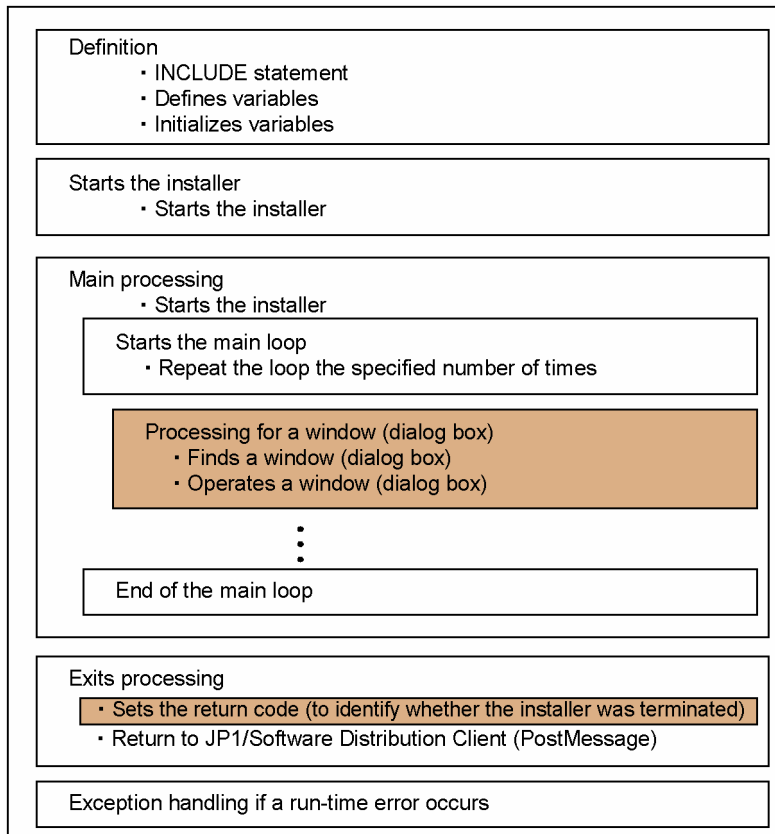 Definition
・INCLUDE statement
・Defines variables
・Initializes variables
Starts the installer
・Starts the installer
Main processing
・Starts the installer
Starts the main loop
・Repeat the loop the specified number of times
Processing for a window (dialog box)
・Finds a window (dialog box)
・Operates a window (dialog box)
End of the main loop
Exits processing
・Sets the return code (to identify whether the installer was terminated)
・Return to JP1/Software Distribution Client (PostMessage)
Exception handling if a run-time error occurs